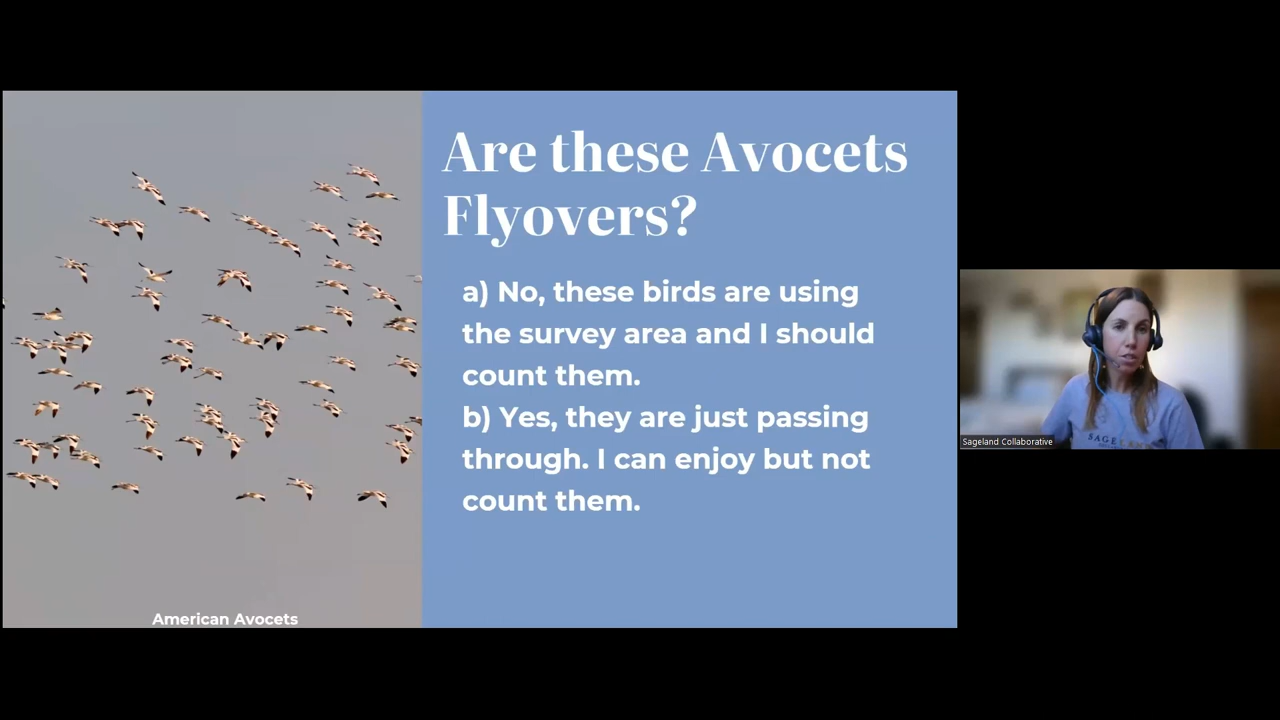 Are these Avocets
Flyovers?
a) No, these birds are using
the survey area and I should
count them.
b) Yes, they are just passing
through. I can enjoy but not
count them.
American Avocets
Sageland Collaborative
SAGE